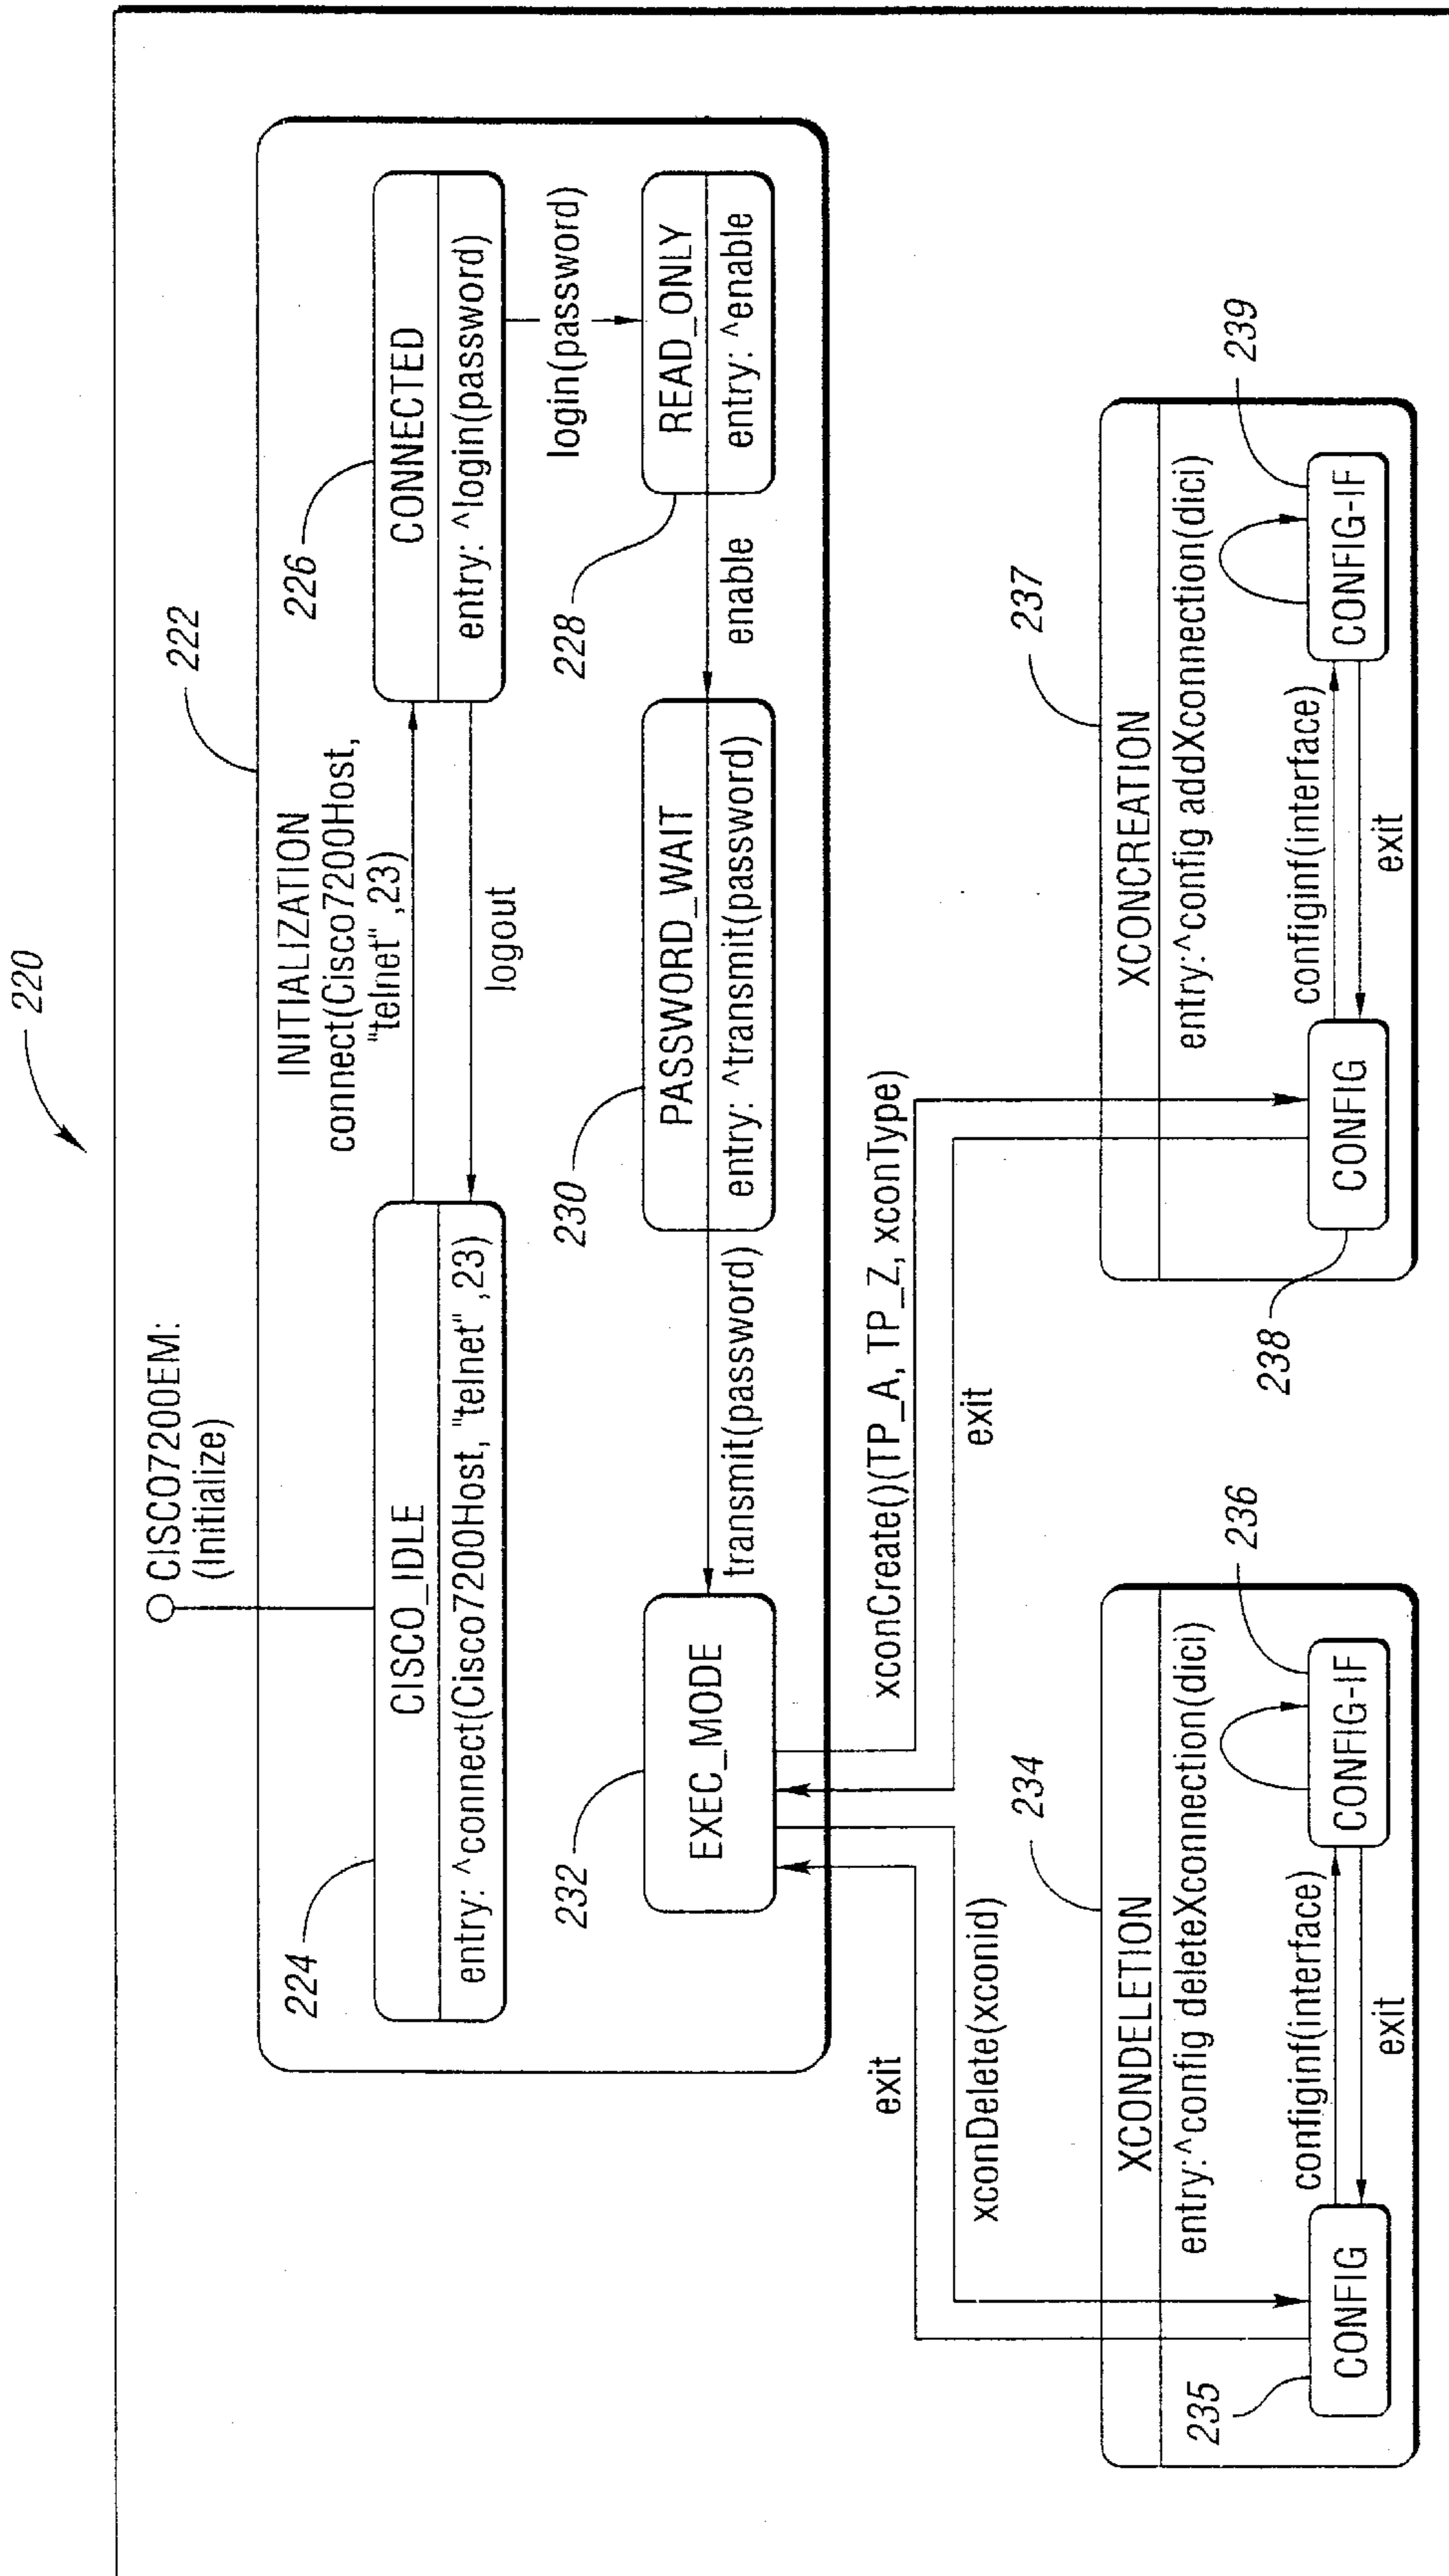 220
CISCO7200EM:
(Initialize)
222
INITIALIZATION
connect(Cisco7200Host,
"telnet" ,23)
224
CISCO_IDLE
entry: ^connect(Cisco7200Host, "telnet" ,23)
logout
226
CONNECTED
entry: ^login(password)
login(password)
232
EXEC_MODE
transmit(password)
230
PASSWORD_WAIT
entry: ^transmit(password)
enable
228
READ_ONLY
entry: ^enable
exit
xconDelete(xconid)
xconCreate()(TP_A, TP_Z, xconType)
exit
234
XCONDELETION
entry:^config deleteXconnection(dici)
235
CONFIG
configinf(interface)
exit
236
CONFIG-IF
237
XCONCREATION
entry:^config addXconnection(dici)
238
CONFIG
configinf(interface)
exit
239
CONFIG-IF